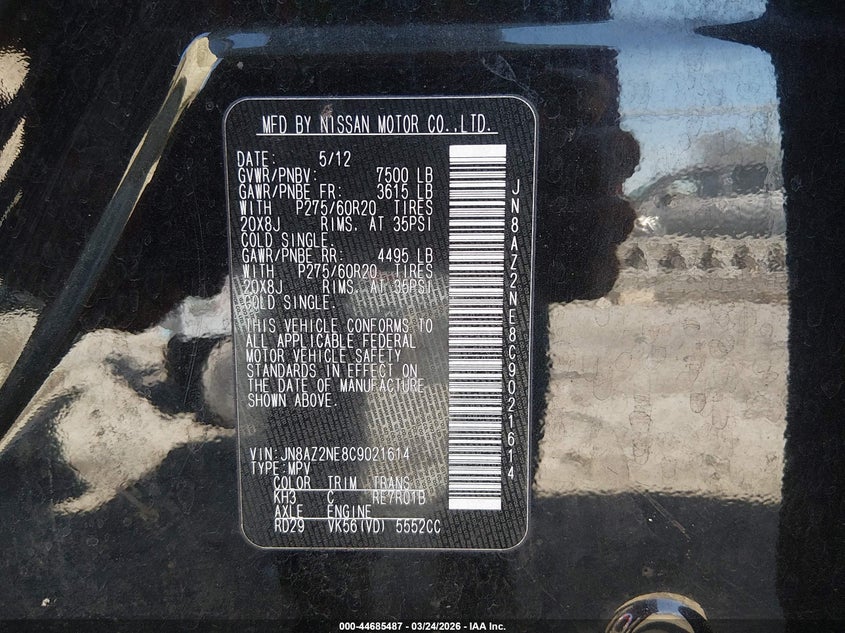 MFD BY NISSAN MOTOR CO.,LTD.
DATE: 5/12
GVWR/PNBV: 7500 LB
GAWR/PNBE FR: 3615 LB
WITH P275/60R20 TIRES
20X8J RIMS, AT 35PSI
COLD SINGLE.
GAWR/PNBE RR: 4495 LB
WITH P275/60R20 TIRES
20X8J RIMS, AT 35PSI
COLD SINGLE.
THIS VEHICLE CONFORMS TO
ALL APPLICABLE FEDERAL
MOTOR VEHICLE SAFETY
STANDARDS IN EFFECT ON
THE DATE OF MANUFACTURE
SHOWN ABOVE.
VIN:JN8AZ2NE8C9021614
TYPE:MPV
COLOR TRIM TRANS
KH3 C RE7R01B
AXLE ENGINE
RD29 VK56(VD) 5552CC
JN8AZ2NE8C9021614
000-44685487 - 03/24/2026 - IAA Inc.